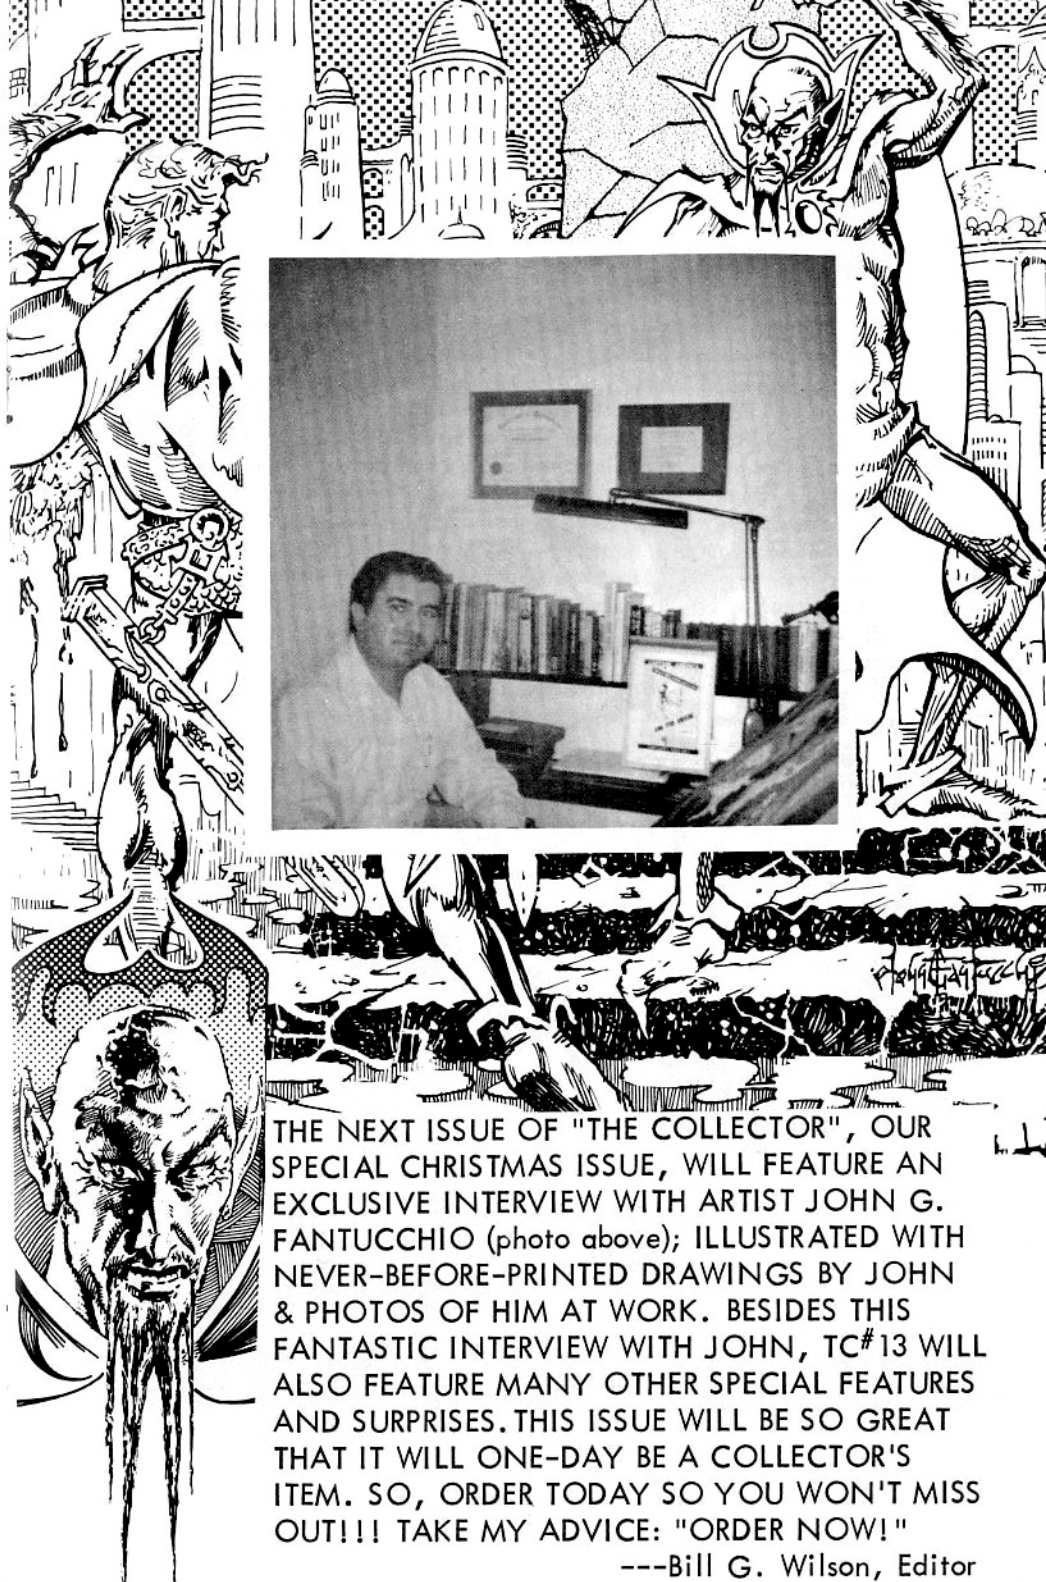 THE NEXT ISSUE OF "THE COLLECTOR", OUR
SPECIAL CHRISTMAS ISSUE, WILL FEATURE AN
EXCLUSIVE INTERVIEW WITH ARTIST JOHN G.
FANTUCCHIO (photo above); ILLUSTRATED WITH
NEVER-BEFORE-PRINTED DRAWINGS BY JOHN
& PHOTOS OF HIM AT WORK. BESIDES THIS
FANTASTIC INTERVIEW WITH JOHN, TC#13 WILL
ALSO FEATURE MANY OTHER SPECIAL FEATURES
AND SURPRISES. THIS ISSUE WILL BE SO GREAT
THAT IT WILL ONE-DAY BE A COLLECTOR'S
ITEM. SO, ORDER TODAY SO YOU WON'T MISS
OUT!!! TAKE MY ADVICE: "ORDER NOW!"
---Bill G. Wilson, Editor